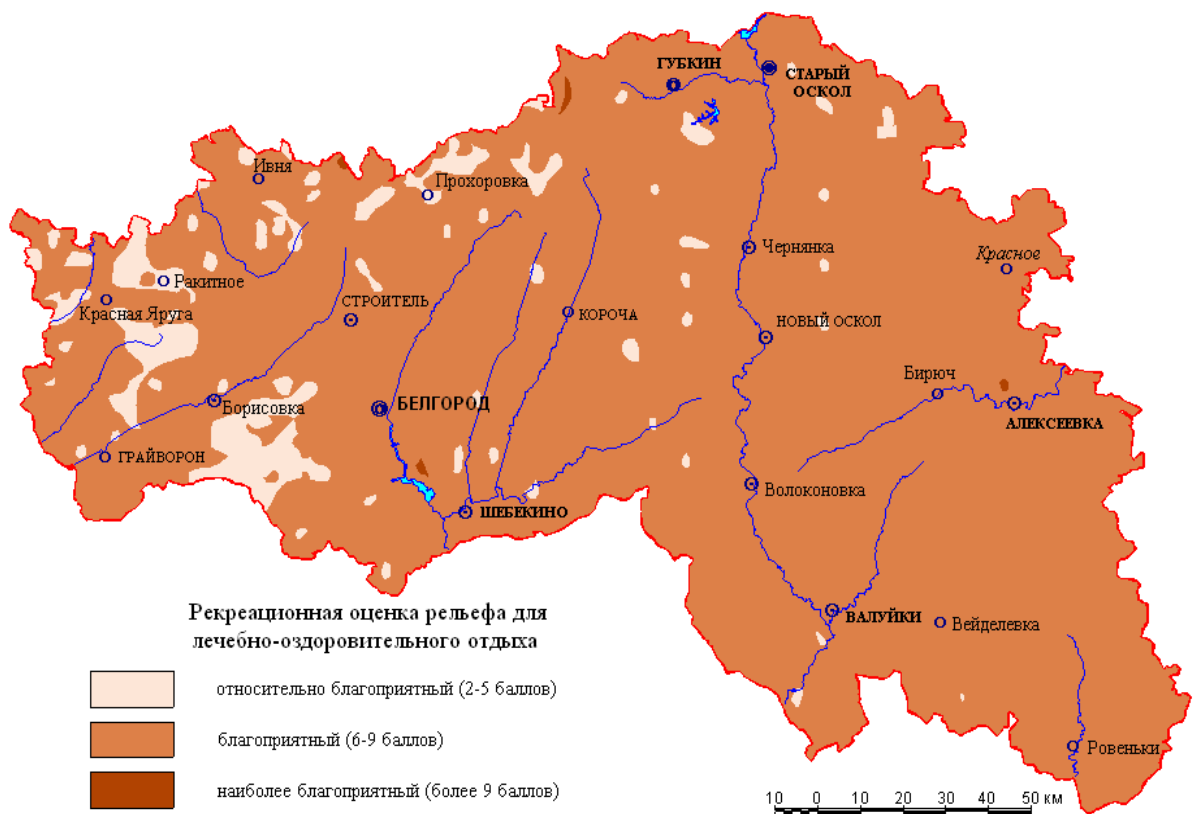 ГУБКИН
СТАРЫЙ
ОСКОЛ
Ивня
Прохоровка
Чернянка
Красное
Ракитное
Красная Яруга
СТРОИТЕЛЬ
КОРОЧА
НОВЫЙ ОСКОЛ
Бирюч
Борисовка
БЕЛГОРОД
АЛЕКСЕЕВКА
ГРАЙВОРОН
Волоконовка
ШЕБЕКИНО
ВАЛУЙКИ
Вейделевка
Ровеньки
Рекреационная оценка рельефа для
лечебно-оздоровительного отдыха
относительно благоприятный (2-5 баллов)
благоприятный (6-9 баллов)
наиболее благоприятный (более 9 баллов)
10 0 10 20 30 40 50 км